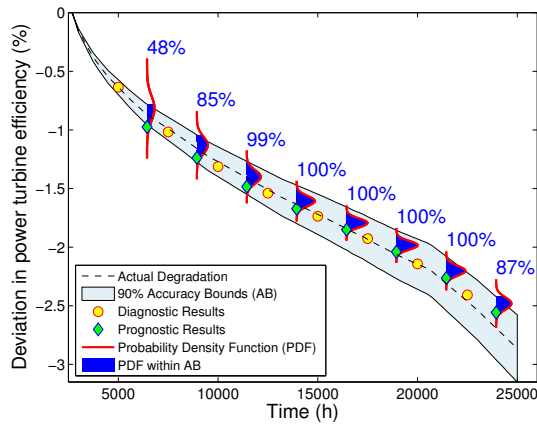 0
−0.5
−1
−1.5
−2
−2.5
−3
Deviation in power turbine efficiency (%)
48%
85%
99%
100%
100%
100%
100%
87%
Actual Degradation
90% Accuracy Bounds (AB)
Diagnostic Results
Prognostic Results
Probability Density Function (PDF)
PDF within AB
5000 10000 15000 20000 25000
Time (h)